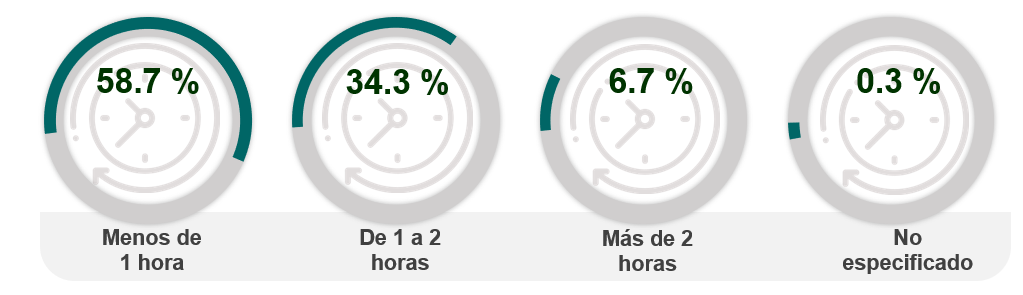 58.7 %
34.3 %
6.7 %
0.3 %
Menos de
1 hora
De 1 a 2
horas
Más de 2
horas
No
especificado